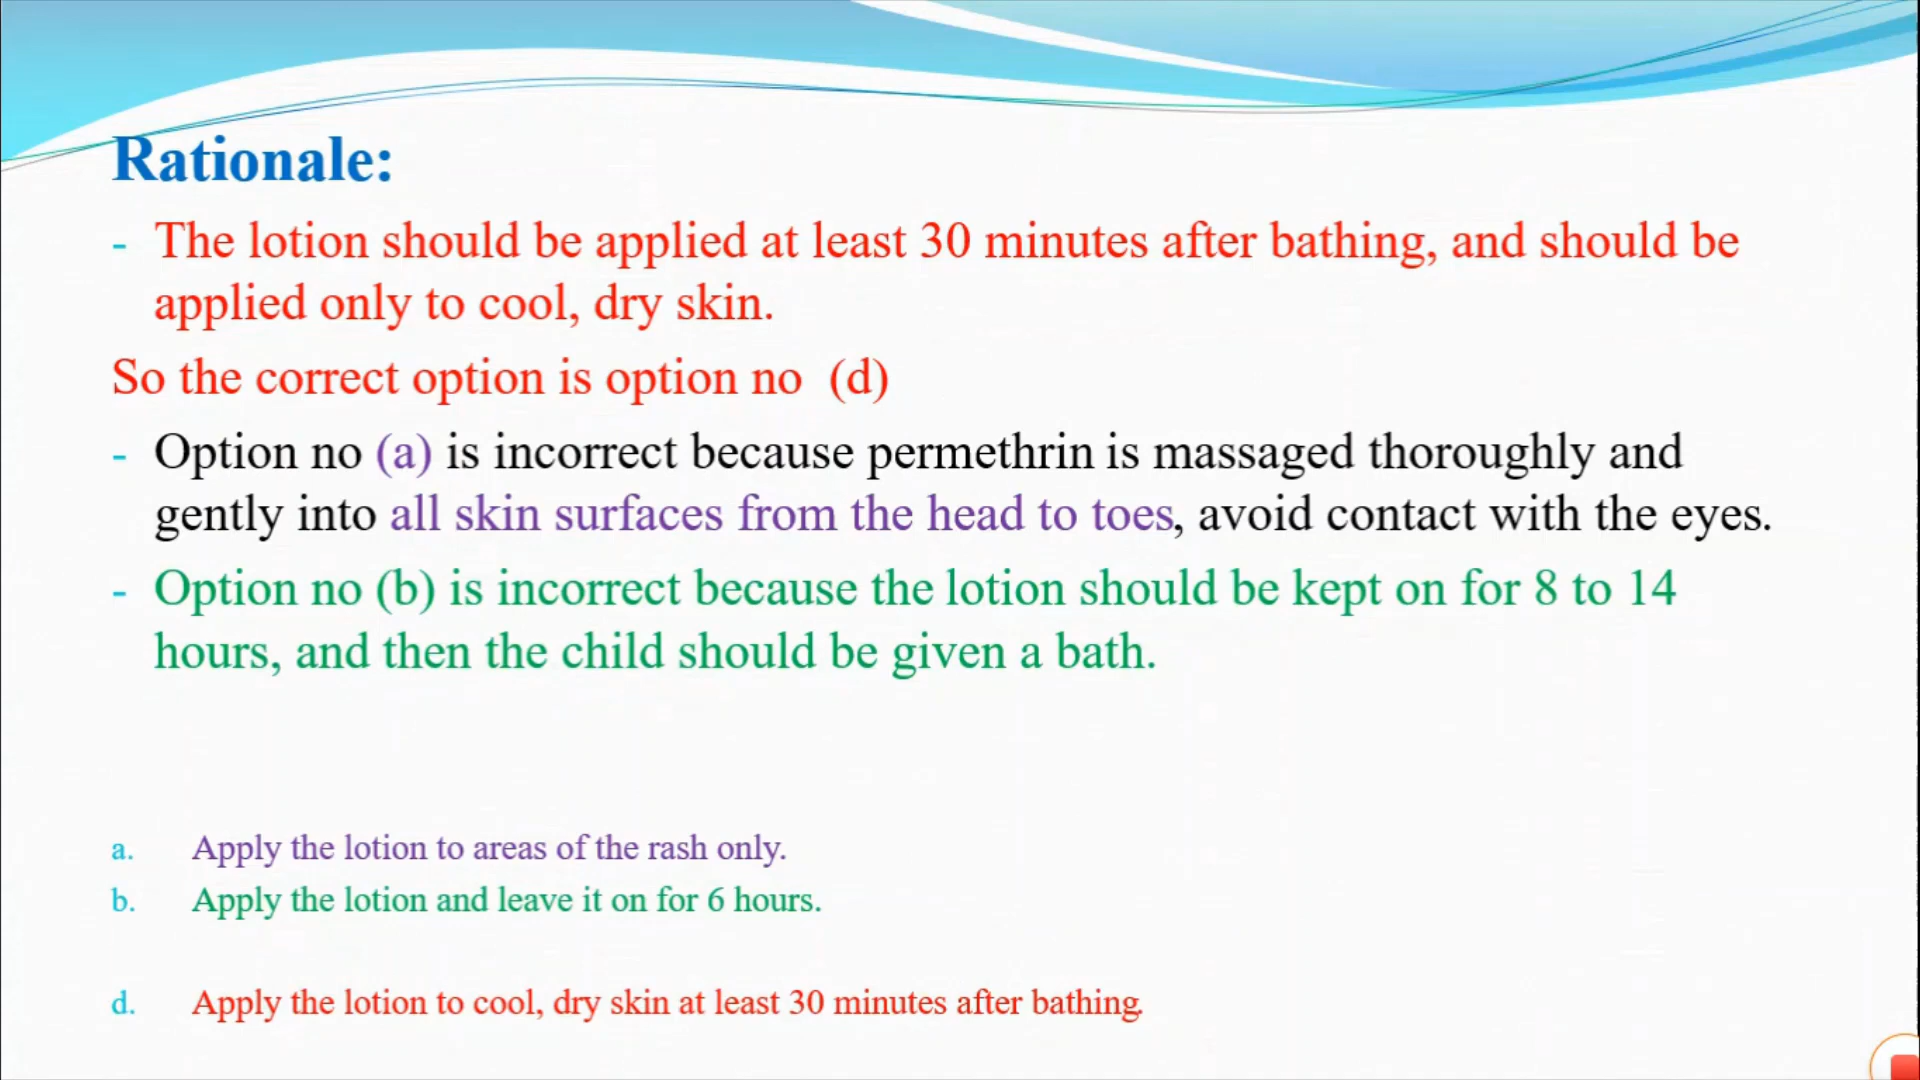 Rationale:
- The lotion should be applied at least 30 minutes after bathing, and should be
applied only to cool, dry skin.
So the correct option is option no (d)
- Option no (a) is incorrect because permethrin is massaged thoroughly and
gently into all skin surfaces from the head to toes, avoid contact with the eyes.
- Option no (b) is incorrect because the lotion should be kept on for 8 to 14
hours, and then the child should be given a bath.
a. Apply the lotion to areas of the rash only.
b. Apply the lotion and leave it on for 6 hours.
d. Apply the lotion to cool, dry skin at least 30 minutes after bathing.